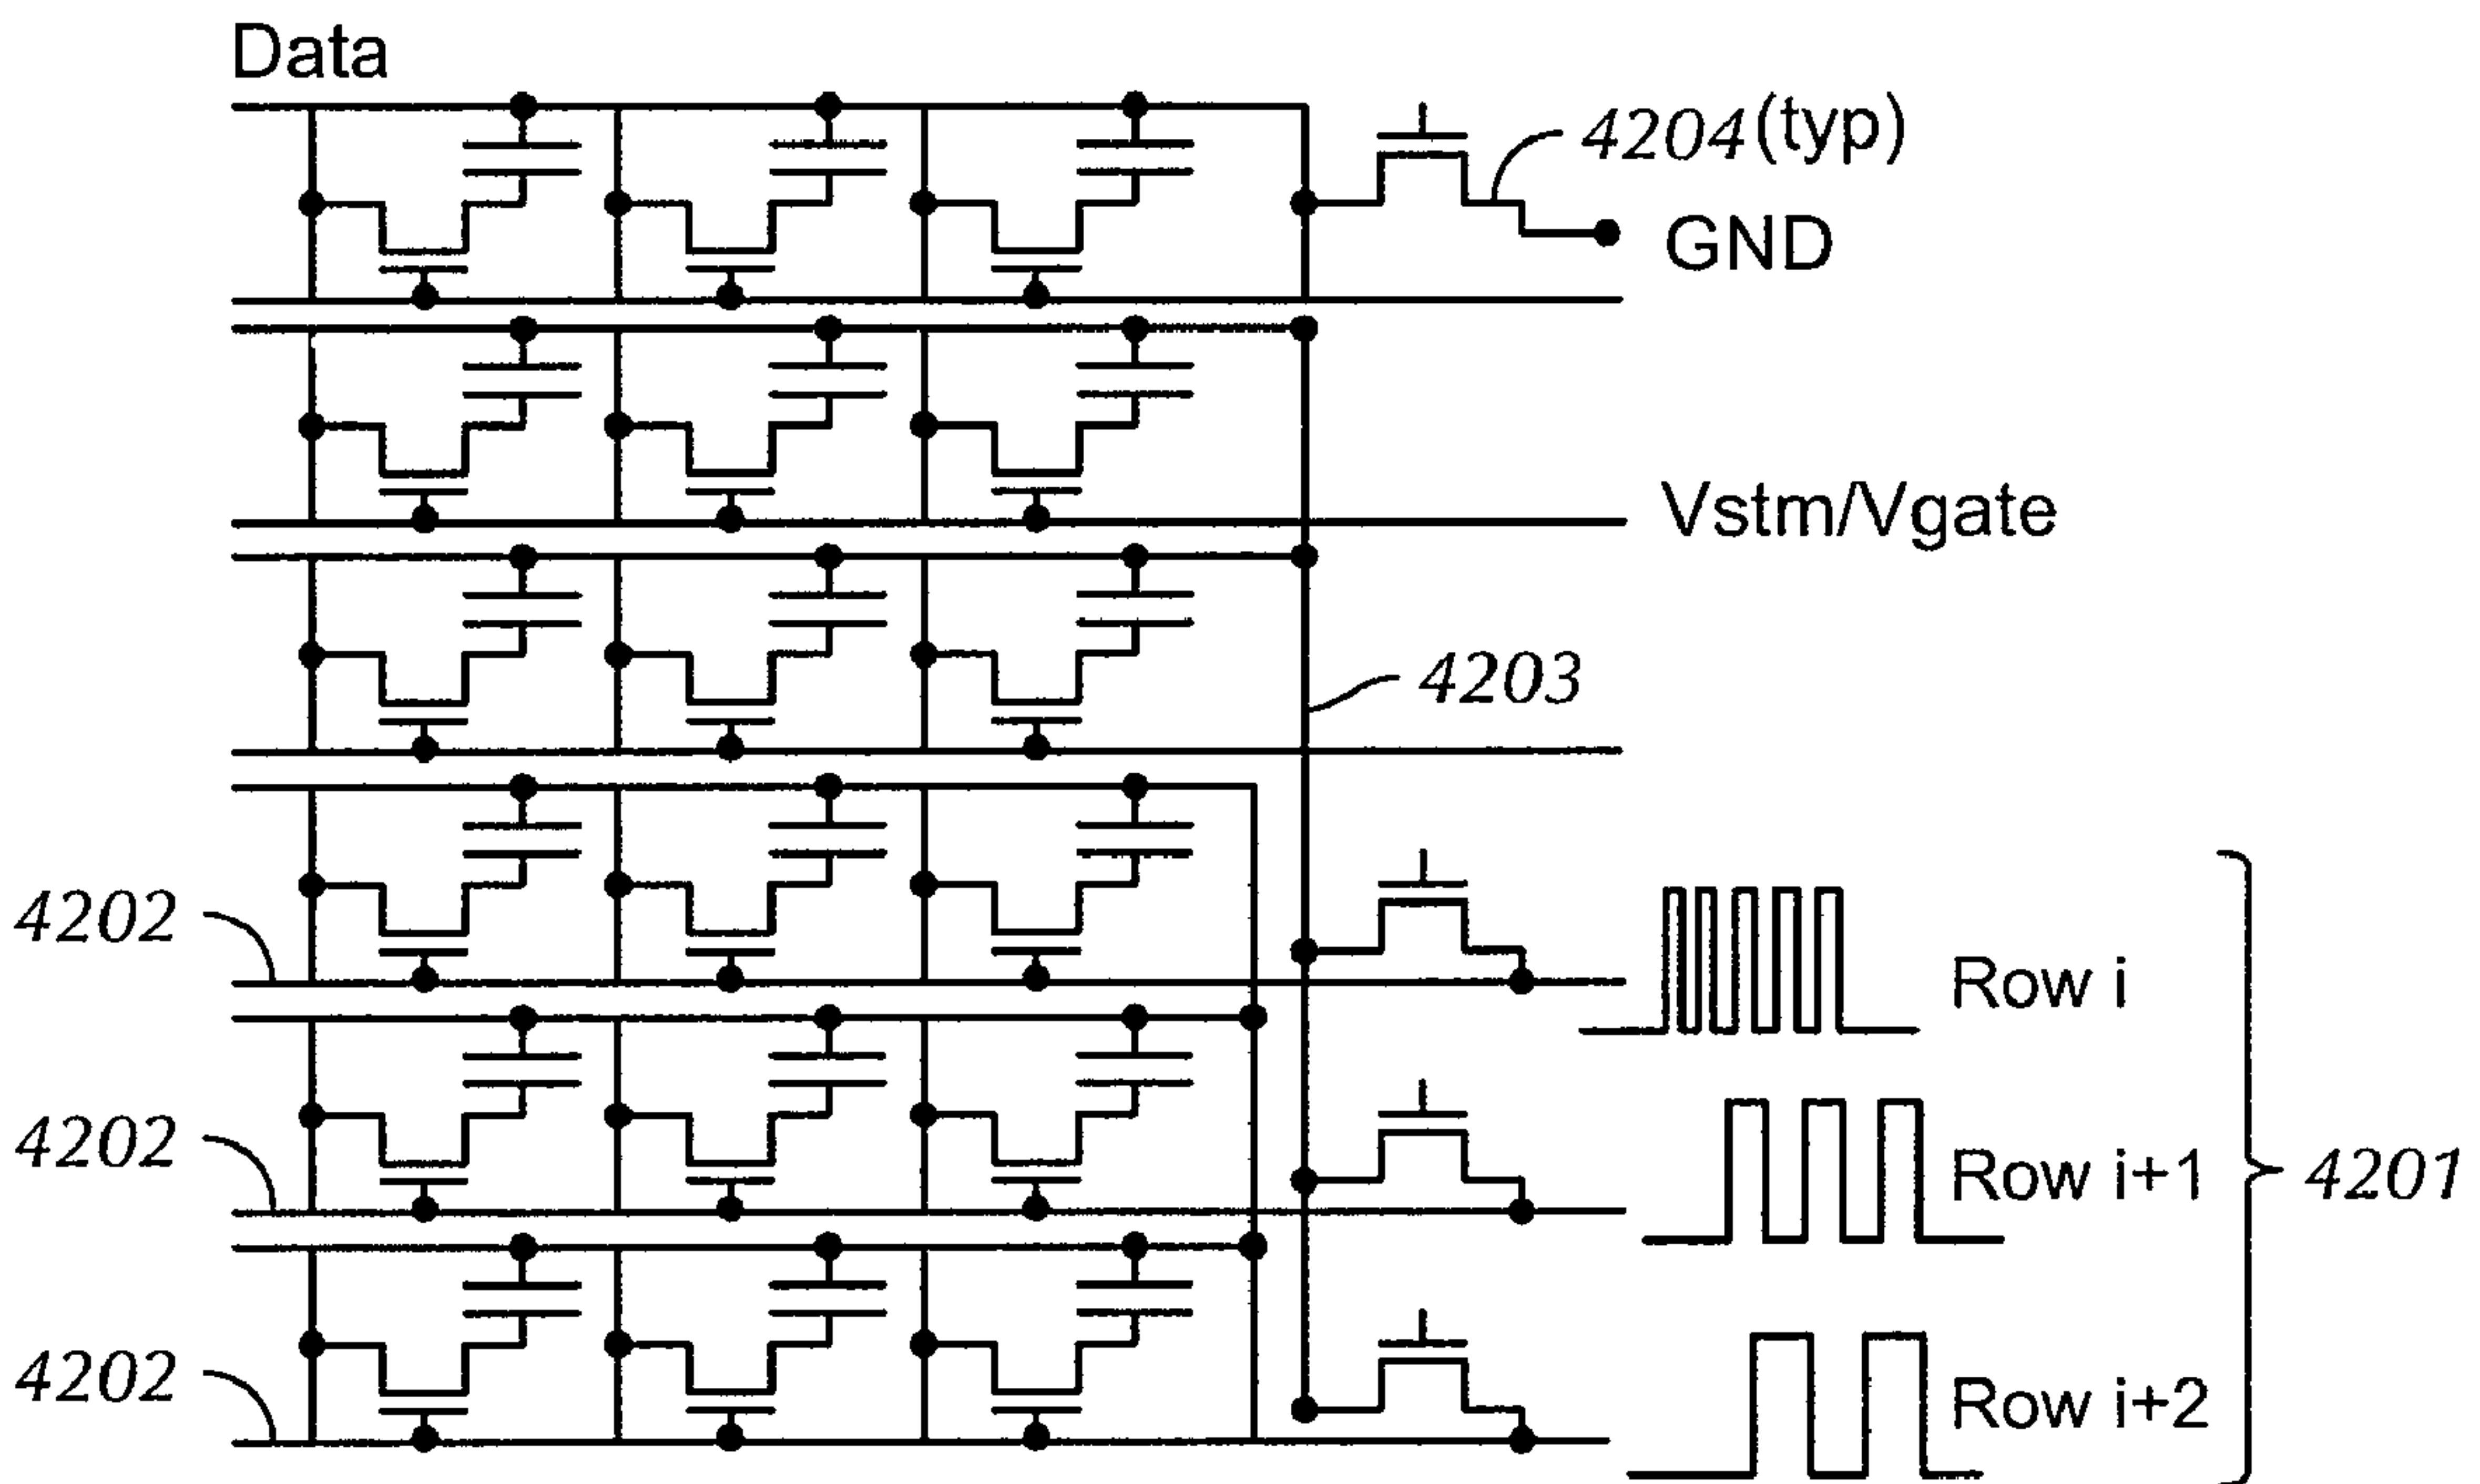 Data
4204 (typ)
GND
Vstm/Vgate
4203
4202
Row i
4202
Row i+1
4201
4202
Row i+2